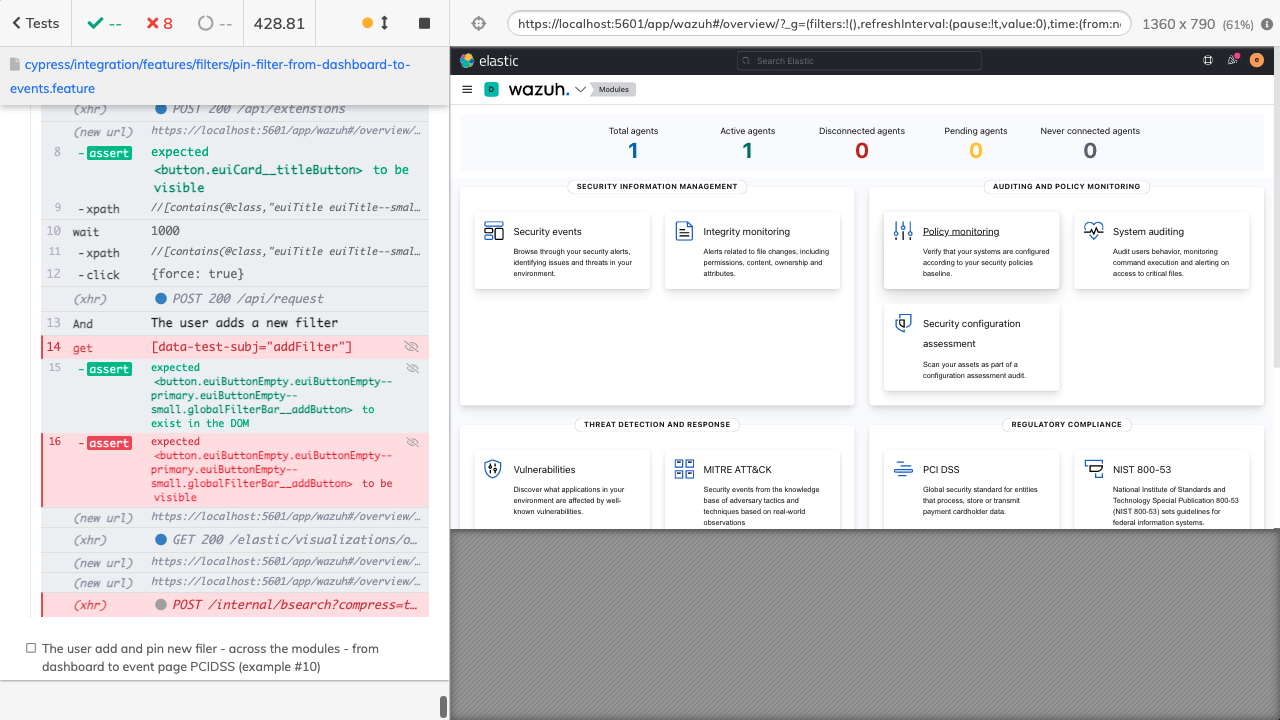 Tests
--
8
--
428.81
https://localhost:5601/app/wazuh#/overview/?_g=(filters:!(),refreshInterval:(pause:!t,value:0),time:(from:n
1360 x 790 (61%)
cypress/integration/features/filters/pin-filter-from-dashboard-to-
events.feature
(xhr) POST 200 /api/extensions
(new url) https://localhost:5601/app/wazuh#/overview/…
8 -assert expected
<button.euiCard__titleButton> to be
visible
9 -xpath //[contains(@class,"euiTitle euiTitle--smal…
10 wait 1000
11 -xpath //[contains(@class,"euiTitle euiTitle--smal…
12 -click {force: true}
(xhr) POST 200 /api/request
13 And The user adds a new filter
14 get [data-test-subj="addFilter"]
15 -assert expected
<button.euiButtonEmpty.euiButtonEmpty--
primary.euiButtonEmpty--
small.globalFilterBar__addButton> to
exist in the DOM
16 -assert expected
<button.euiButtonEmpty.euiButtonEmpty--
primary.euiButtonEmpty--
small.globalFilterBar__addButton> to be
visible
(new url) https://localhost:5601/app/wazuh#/overview/…
(xhr) GET 200 /elastic/visualizations/o…
(new url) https://localhost:5601/app/wazuh#/overview/…
(new url) https://localhost:5601/app/wazuh#/overview/…
(xhr) POST /internal/bsearch?compress=t…
The user add and pin new filer - across the modules - from
dashboard to event page PCIDSS (example #10)
elastic
Search Elastic
e
D
wazuh.
Modules
Total agents
1
Active agents
1
Disconnected agents
0
Pending agents
0
Never connected agents
0
SECURITY INFORMATION MANAGEMENT
Security events
Browse through your security alerts,
identifying issues and threats in your
environment.
Integrity monitoring
Alerts related to file changes, including
permissions, content, ownership and
attributes.
AUDITING AND POLICY MONITORING
Policy monitoring
Verify that your systems are configured
according to your security policies
baseline.
System auditing
Audit users behavior, monitoring
command execution and alerting on
access to critical files.
Security configuration
assessment
Scan your assets as part of a
configuration assessment audit.
THREAT DETECTION AND RESPONSE
Vulnerabilities
Discover what applications in your
environment are affected by well-
known vulnerabilities.
MITRE ATT&CK
Security events from the knowledge
base of adversary tactics and
techniques based on real-world
observations
REGULATORY COMPLIANCE
PCI DSS
Global security standard for entities
that process, store or transmit
payment cardholder data.
NIST 800-53
National Institute of Standards and
Technology Special Publication 800-53
(NIST 800-53) sets guidelines for
federal information systems.